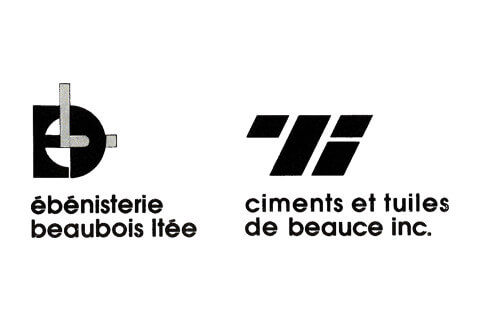 ébénisterie
beaubois ltée
ciments et tuiles
de beauce inc.